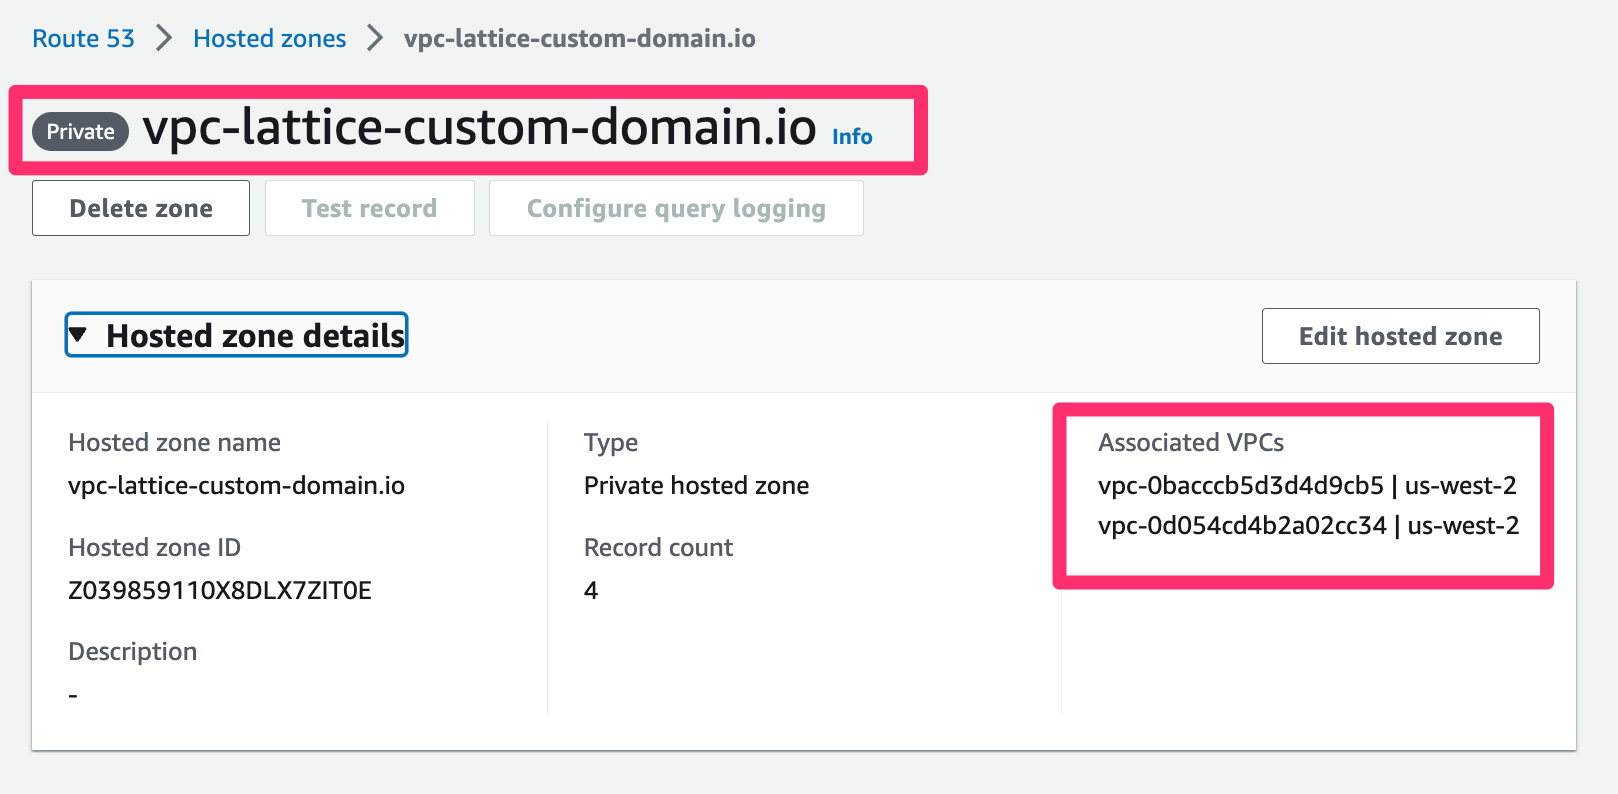 Route 53 > Hosted zones > vpc-lattice-custom-domain.io
Private vpc-lattice-custom-domain.io Info
Delete zone Test record Configure query logging
Hosted zone details Edit hosted zone
Hosted zone name
vpc-lattice-custom-domain.io
Hosted zone ID
Z039859110X8DLX7ZIT0E
Description
-
Type
Private hosted zone
Record count
4
Associated VPCs
vpc-0bacccb5d3d4d9cb5 | us-west-2
vpc-0d054cd4b2a02cc34 | us-west-2